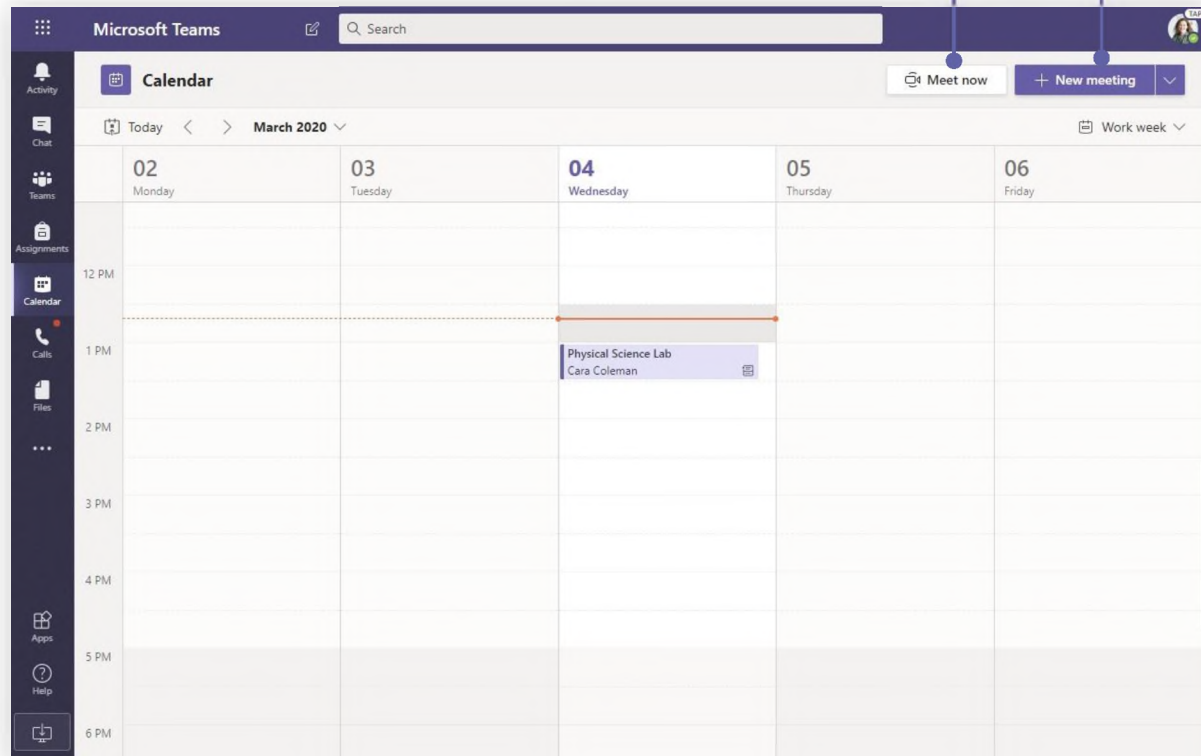 Microsoft Teams
Search
TAP
Activity
Chat
Teams
Assignments
Calendar
Calls
Files
Apps
Help
Calendar
Meet now
+ New meeting
Today < > March 2020
Work week
02
Monday
03
Tuesday
04
Wednesday
05
Thursday
06
Friday
12 PM
1 PM
Physical Science Lab
Cara Coleman
2 PM
3 PM
4 PM
5 PM
6 PM